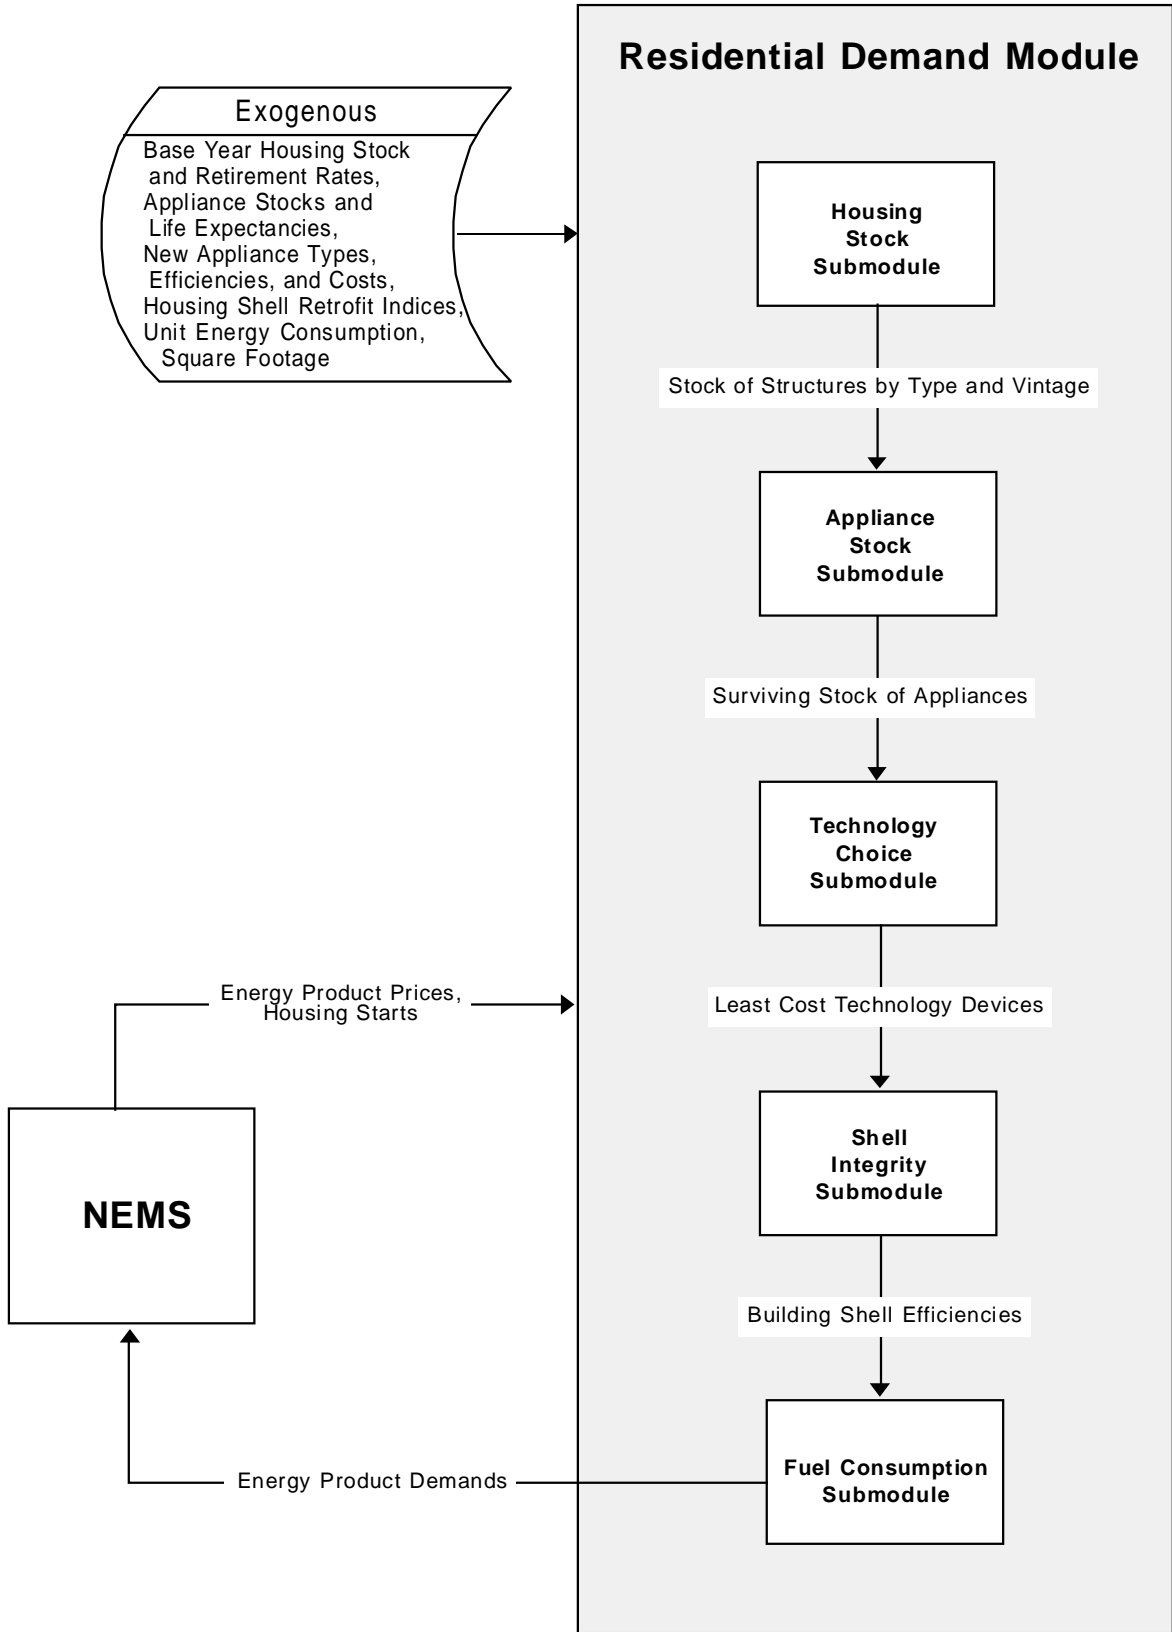 Residential Demand Module
Exogenous
Base Year Housing Stock
and Retirement Rates,
Appliance Stocks and
Life Expectancies,
New Appliance Types,
Efficiencies, and Costs,
Housing Shell Retrofit Indices,
Unit Energy Consumption,
Square Footage
Housing
Stock
Submodule
Stock of Structures by Type and Vintage
Appliance
Stock
Submodule
Surviving Stock of Appliances
Technology
Choice
Submodule
Energy Product Prices,
Housing Starts
Least Cost Technology Devices
Shell
Integrity
Submodule
NEMS
Building Shell Efficiencies
Energy Product Demands
Fuel Consumption
Submodule